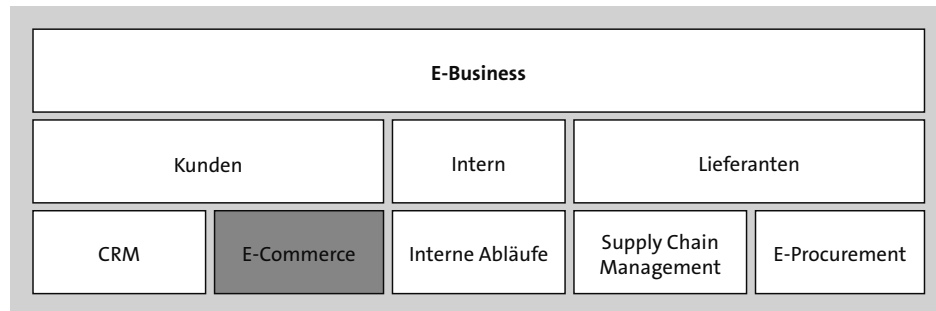 E-Business
Kunden
Intern
Lieferanten
CRM
E-Commerce
Interne Abläufe
Supply Chain
Management
E-Procurement